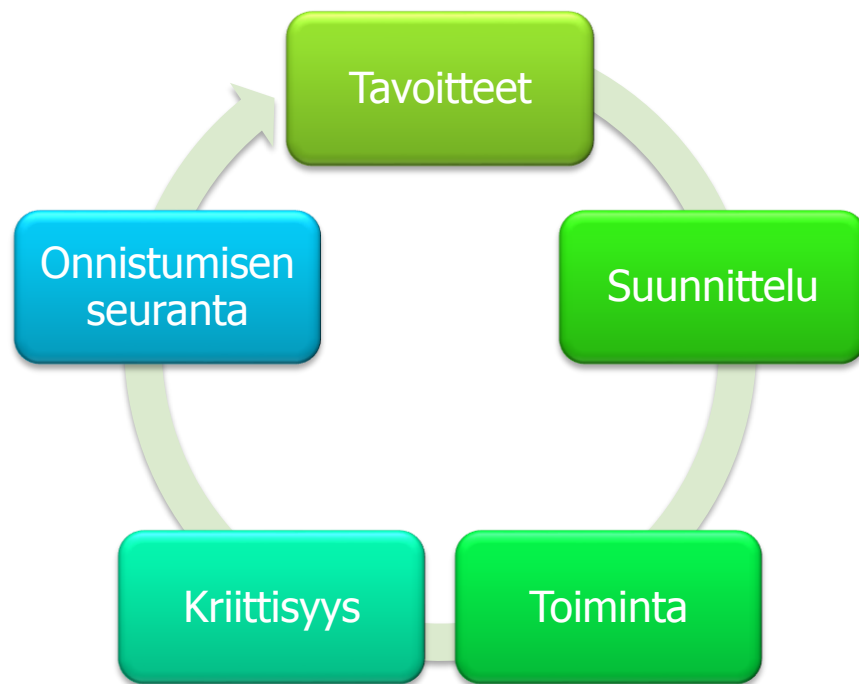 Tavoitteet
Suunnittelu
Toiminta
Kriittisyys
Onnistumisen
seuranta